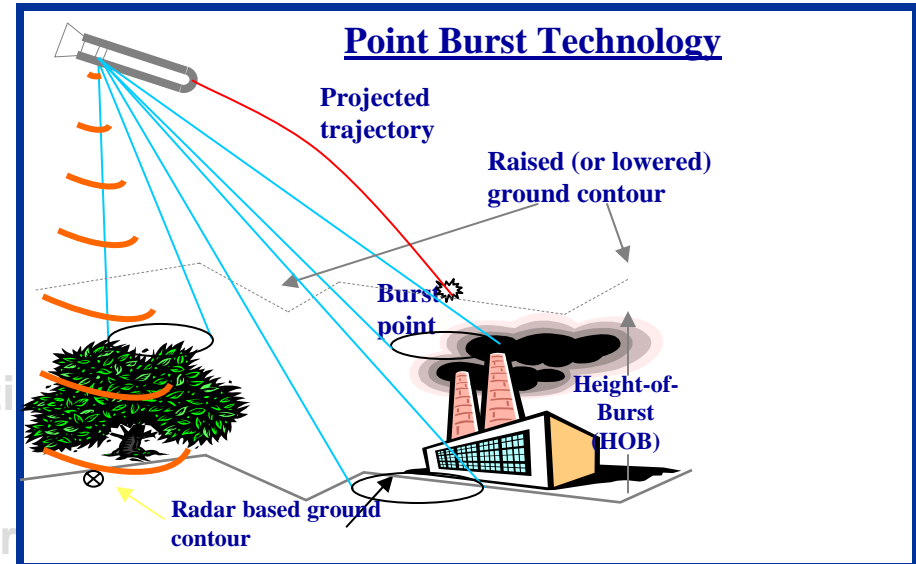 Point Burst Technology
Projected
trajectory
Raised (or lowered)
ground contour
Burst
point
Height-of-
Burst
(HOB)
Radar based ground
contour